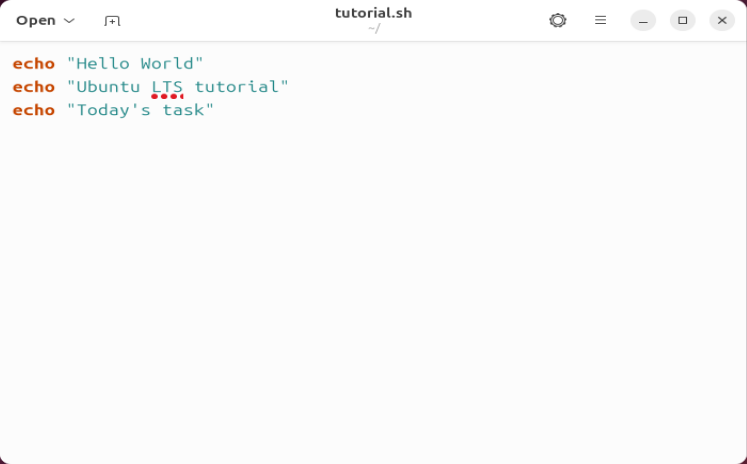 Open
tutorial.sh
~/
echo "Hello World"
echo "Ubuntu LTS tutorial"
echo "Today's task"